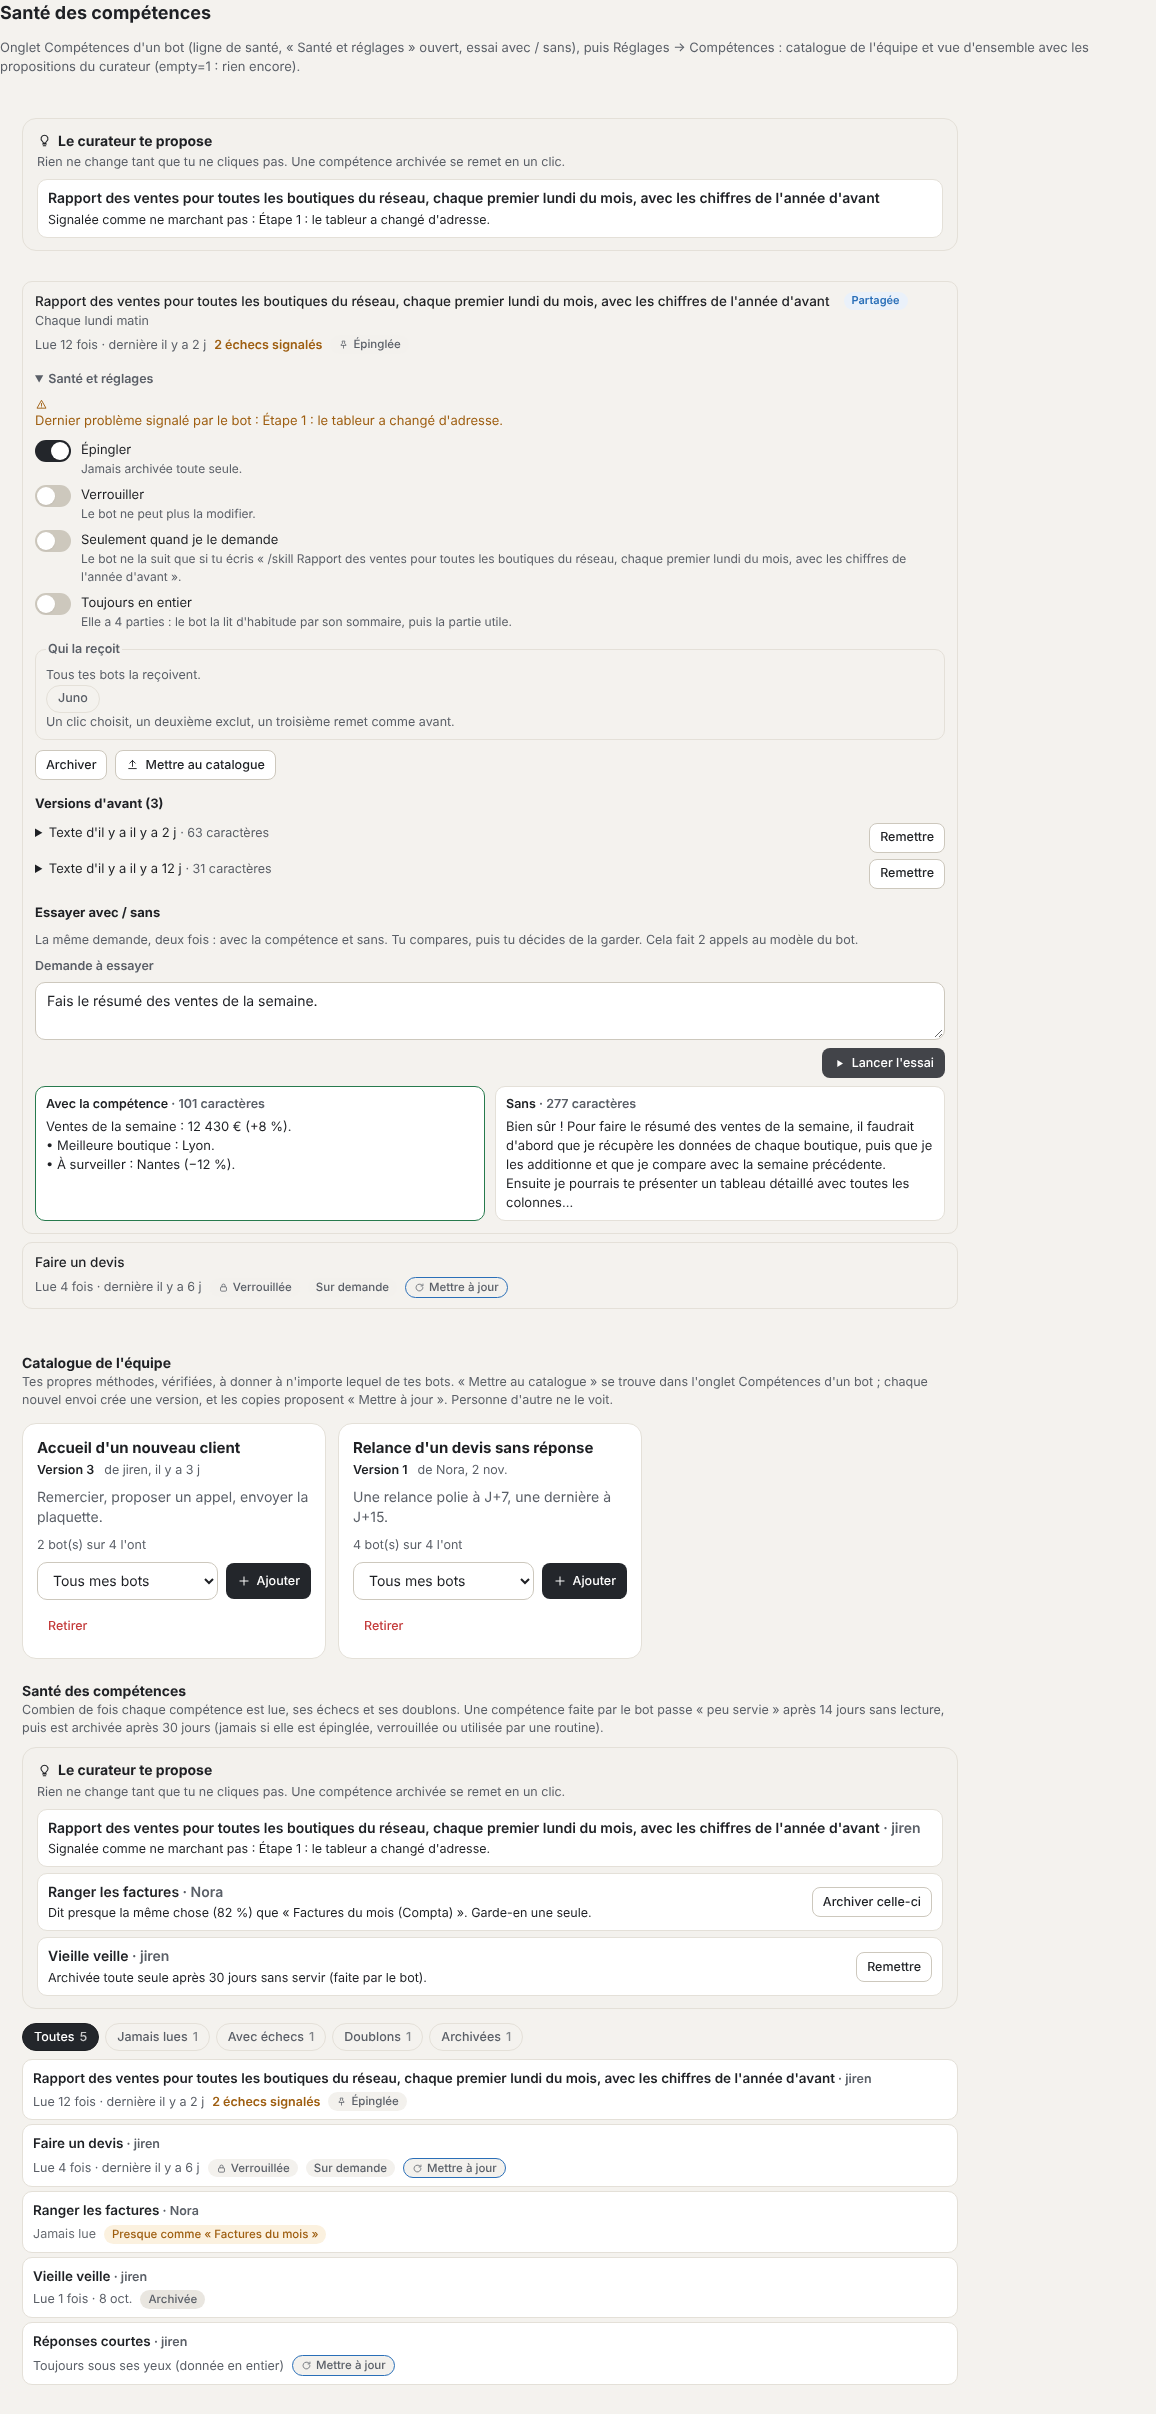 Santé des compétences
Onglet Compétences d'un bot (ligne de santé, « Santé et réglages » ouvert, essai avec / sans), puis Réglages → Compétences : catalogue de l'équipe et vue d'ensemble avec les
propositions du curateur (empty=1 : rien encore).
Le curateur te propose
Rien ne change tant que tu ne cliques pas. Une compétence archivée se remet en un clic.
Rapport des ventes pour toutes les boutiques du réseau, chaque premier lundi du mois, avec les chiffres de l'année d'avant
Signalée comme ne marchant pas : Étape 1 : le tableur a changé d'adresse.
Rapport des ventes pour toutes les boutiques du réseau, chaque premier lundi du mois, avec les chiffres de l'année d'avant Partagée
Chaque lundi matin
Lue 12 fois · dernière il y a 2 j 2 échecs signalés Épinglée
▼ Santé et réglages
Dernier problème signalé par le bot : Étape 1 : le tableur a changé d'adresse.
Épingler
Jamais archivée toute seule.
Verrouiller
Le bot ne peut plus la modifier.
Seulement quand je le demande
Le bot ne la suit que si tu écris « /skill Rapport des ventes pour toutes les boutiques du réseau, chaque premier lundi du mois, avec les chiffres de
l'année d'avant ».
Toujours en entier
Elle a 4 parties : le bot la lit d'habitude par son sommaire, puis la partie utile.
Qui la reçoit
Tous tes bots la reçoivent.
Juno
Un clic choisit, un deuxième exclut, un troisième remet comme avant.
Archiver Mettre au catalogue
Versions d'avant (3)
▶ Texte d'il y a il y a 2 j · 63 caractères Remettre
▶ Texte d'il y a il y a 12 j · 31 caractères Remettre
Essayer avec / sans
La même demande, deux fois : avec la compétence et sans. Tu compares, puis tu décides de la garder. Cela fait 2 appels au modèle du bot.
Demande à essayer
Fais le résumé des ventes de la semaine.
Lancer l'essai
Avec la compétence · 101 caractères
Ventes de la semaine : 12 430 € (+8 %).
• Meilleure boutique : Lyon.
• À surveiller : Nantes (−12 %).
Sans · 277 caractères
Bien sûr ! Pour faire le résumé des ventes de la semaine, il faudrait
d'abord que je récupère les données de chaque boutique, puis que je
les additionne et que je compare avec la semaine précédente.
Ensuite je pourrais te présenter un tableau détaillé avec toutes les
colonnes…
Faire un devis
Lue 4 fois · dernière il y a 6 j Verrouillée Sur demande Mettre à jour
Catalogue de l'équipe
Tes propres méthodes, vérifiées, à donner à n'importe lequel de tes bots. « Mettre au catalogue » se trouve dans l'onglet Compétences d'un bot ; chaque
nouvel envoi crée une version, et les copies proposent « Mettre à jour ». Personne d'autre ne le voit.
Accueil d'un nouveau client
Version 3 de jiren, il y a 3 j
Remercier, proposer un appel, envoyer la
plaquette.
2 bot(s) sur 4 l'ont
Tous mes bots Ajouter
Retirer
Relance d'un devis sans réponse
Version 1 de Nora, 2 nov.
Une relance polie à J+7, une dernière à
J+15.
4 bot(s) sur 4 l'ont
Tous mes bots Ajouter
Retirer
Santé des compétences
Combien de fois chaque compétence est lue, ses échecs et ses doublons. Une compétence faite par le bot passe « peu servie » après 14 jours sans lecture,
puis est archivée après 30 jours (jamais si elle est épinglée, verrouillée ou utilisée par une routine).
Le curateur te propose
Rien ne change tant que tu ne cliques pas. Une compétence archivée se remet en un clic.
Rapport des ventes pour toutes les boutiques du réseau, chaque premier lundi du mois, avec les chiffres de l'année d'avant · jiren
Signalée comme ne marchant pas : Étape 1 : le tableur a changé d'adresse.
Ranger les factures · Nora
Dit presque la même chose (82 %) que « Factures du mois (Compta) ». Garde-en une seule.
Archiver celle-ci
Vieille veille · jiren
Archivée toute seule après 30 jours sans servir (faite par le bot).
Remettre
Toutes 5 Jamais lues 1 Avec échecs 1 Doublons 1 Archivées 1
Rapport des ventes pour toutes les boutiques du réseau, chaque premier lundi du mois, avec les chiffres de l'année d'avant · jiren
Lue 12 fois · dernière il y a 2 j 2 échecs signalés Épinglée
Faire un devis · jiren
Lue 4 fois · dernière il y a 6 j Verrouillée Sur demande Mettre à jour
Ranger les factures · Nora
Jamais lue Presque comme « Factures du mois »
Vieille veille · jiren
Lue 1 fois · 8 oct. Archivée
Réponses courtes · jiren
Toujours sous ses yeux (donnée en entier) Mettre à jour